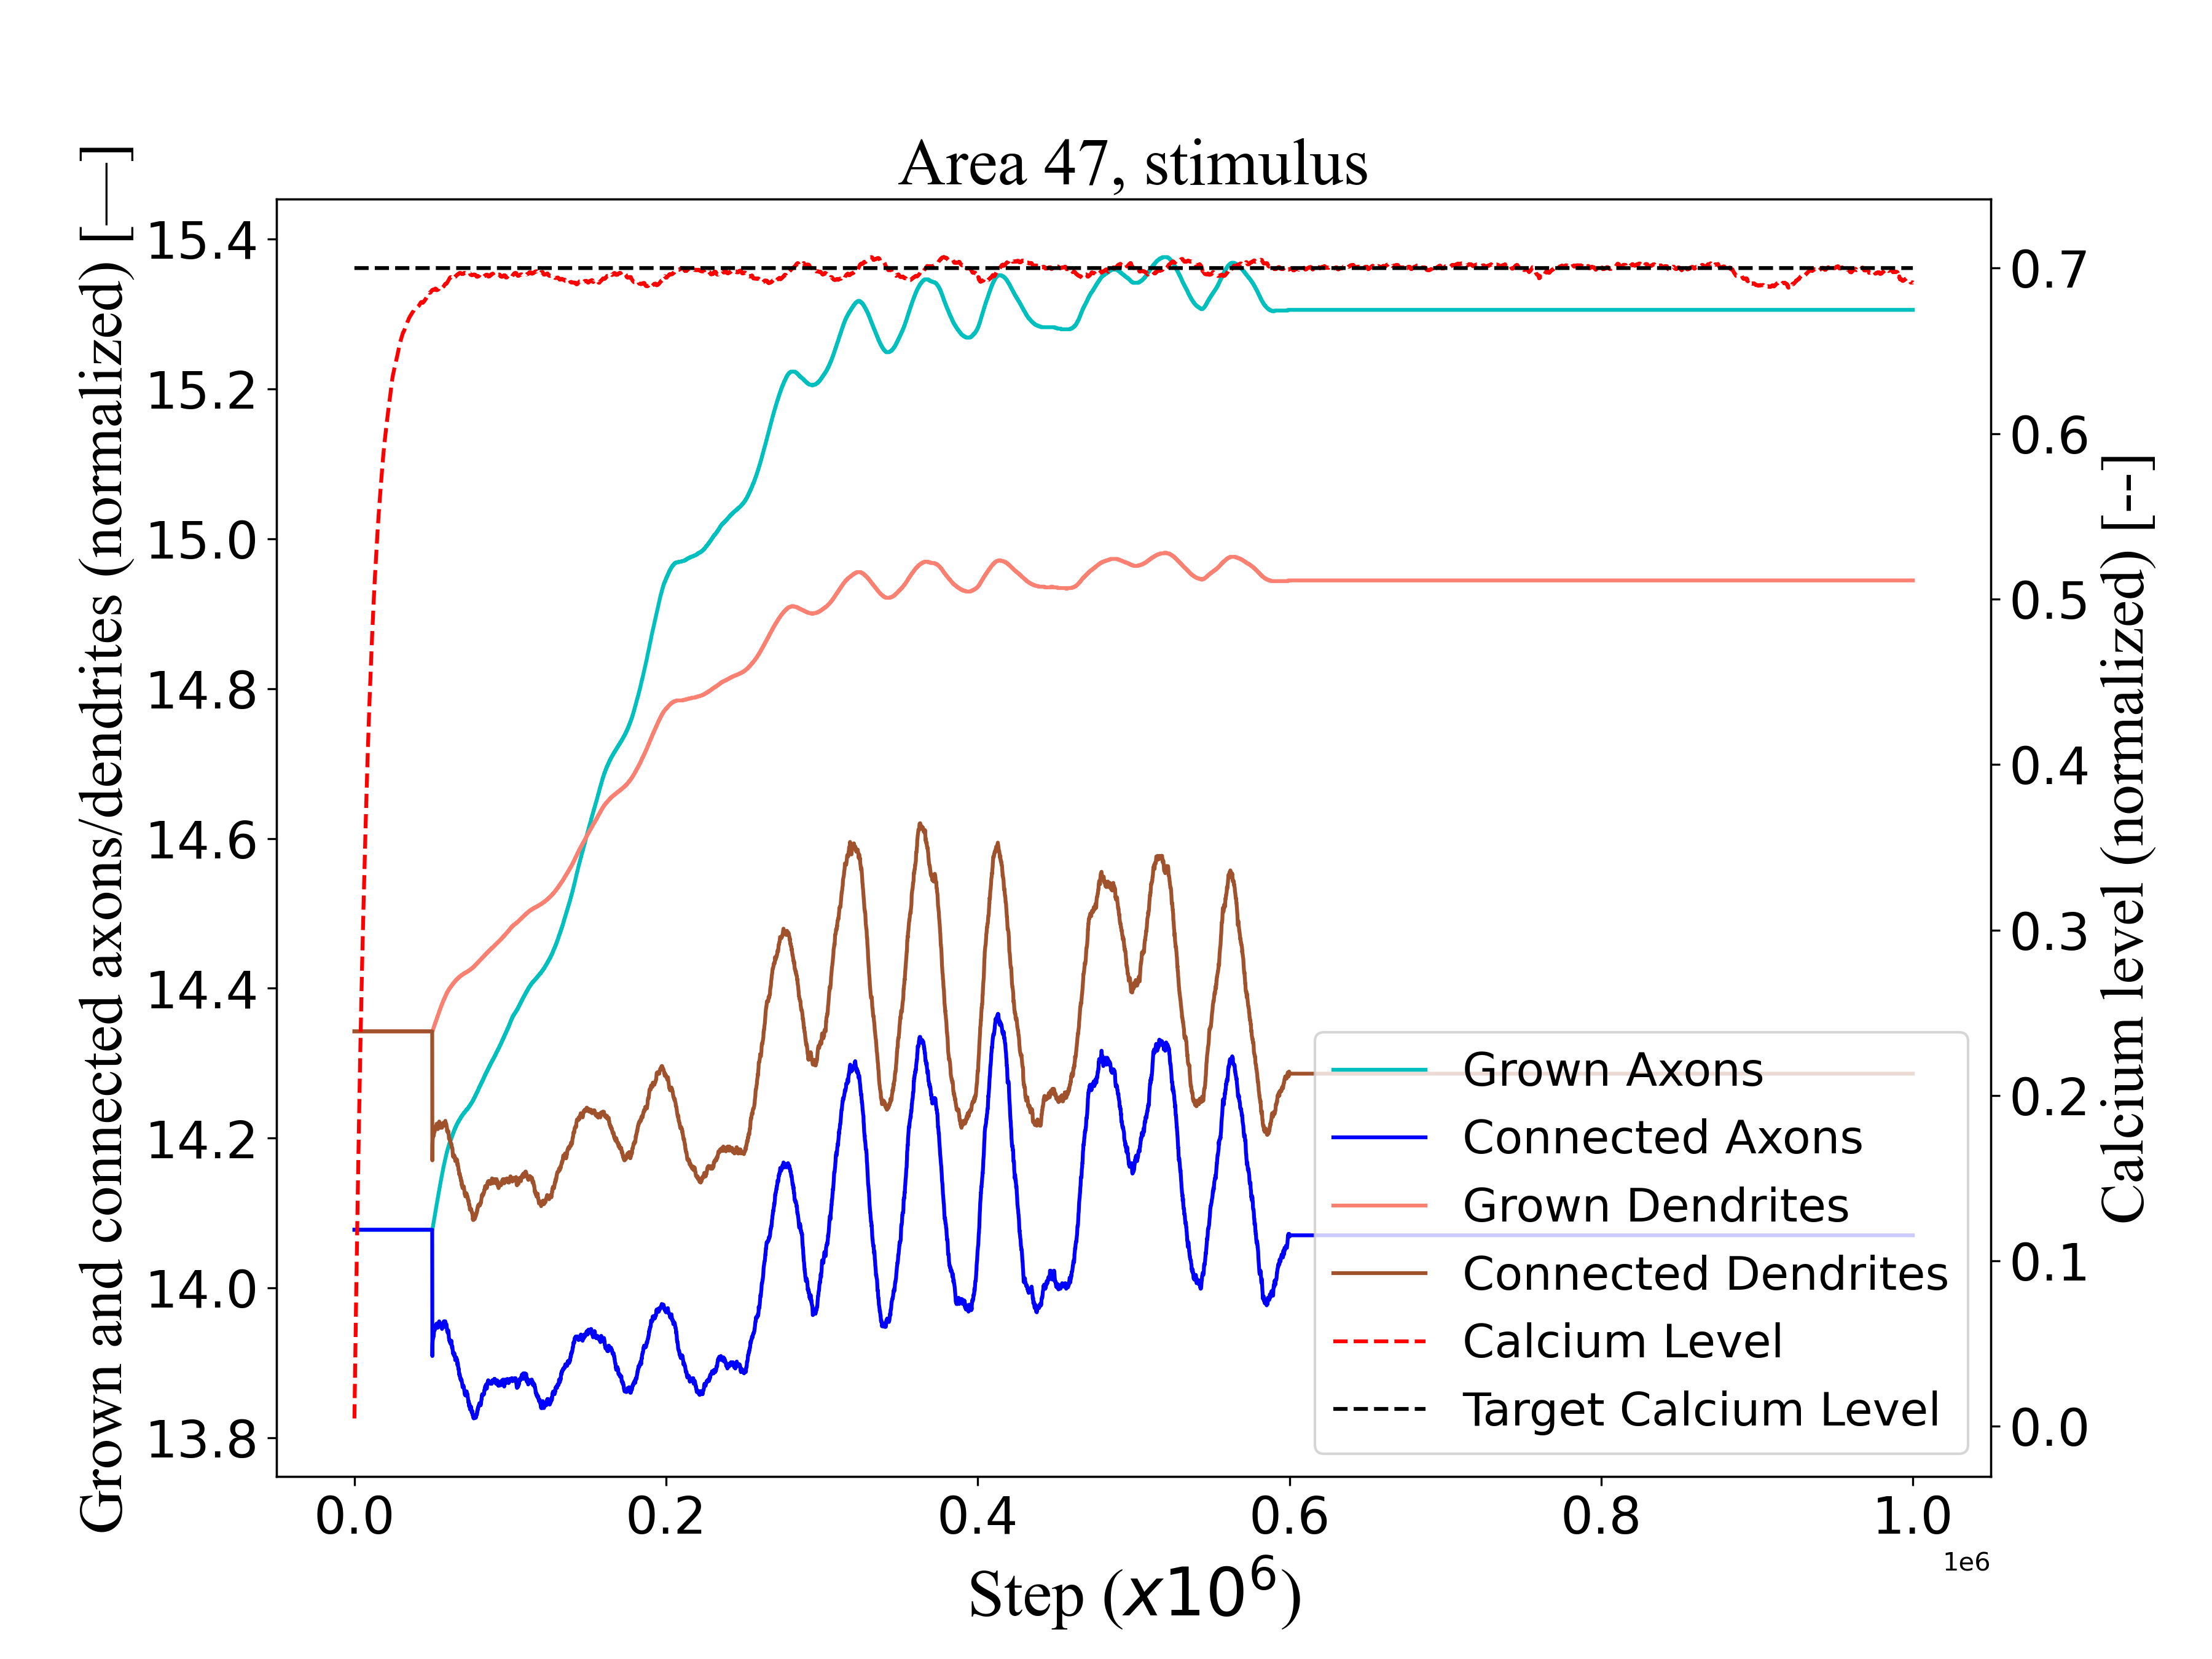 Area 47, stimulus
Grown and connected axons/dendrites (normalized) [—]
15.4
15.2
15.0
14.8
14.6
14.4
14.2
14.0
13.8
0.7
0.6
0.5
0.4
0.3
0.2
0.1
0.0
Calcium level (normalized) [--]
Grown Axons
Connected Axons
Grown Dendrites
Connected Dendrites
Calcium Level
Target Calcium Level
0.0 0.2 0.4 0.6 0.8 1.0
1e6
Step (x10⁶)